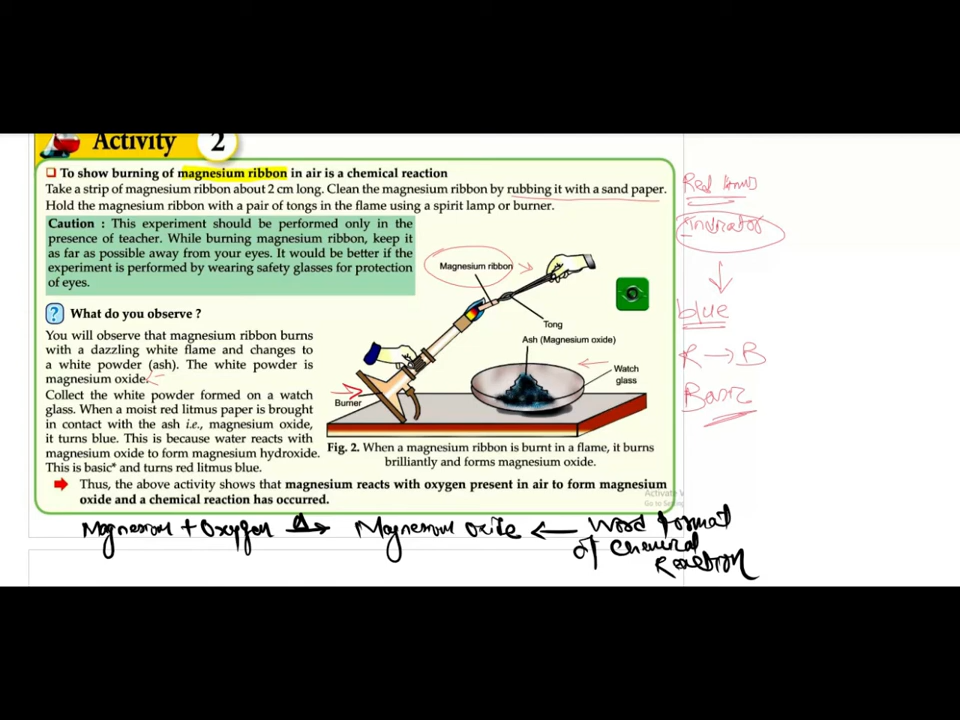 Activity 2
To show burning of magnesium ribbon in air is a chemical reaction
Take a strip of magnesium ribbon about 2 cm long. Clean the magnesium ribbon by rubbing it with a sand paper.
Hold the magnesium ribbon with a pair of tongs in the flame using a spirit lamp or burner.
Caution : This experiment should be performed only in the
presence of teacher. While burning magnesium ribbon, keep it
as far as possible away from your eyes. It would be better if the
experiment is performed by wearing safety glasses for protection
of eyes.
? What do you observe ?
You will observe that magnesium ribbon burns
with a dazzling white flame and changes to
a white powder (ash). The white powder is
magnesium oxide.
Collect the white powder formed on a watch
glass. When a moist red litmus paper is brought
in contact with the ash i.e., magnesium oxide,
it turns blue. This is because water reacts with
magnesium oxide to form magnesium hydroxide.
This is basic* and turns red litmus blue.
Magnesium ribbon
Tong
Ash (Magnesium oxide)
Watch
glass
Burner
Fig. 2. When a magnesium ribbon is burnt in a flame, it burns
brilliantly and forms magnesium oxide.
Thus, the above activity shows that magnesium reacts with oxygen present in air to form magnesium
oxide and a chemical reaction has occurred.
Activate
Red
indicator
↓
blue
R → B
Basic
Magnesium + Oxygen Δ→ Magnesium oxide ← Word format
of Chemical
Reaction